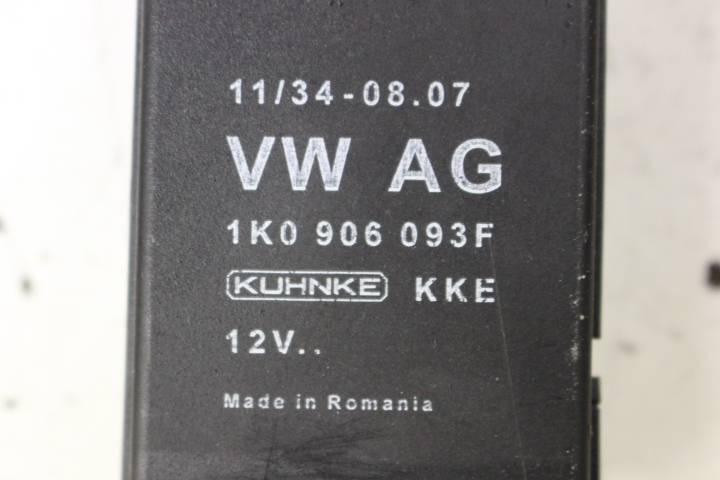 11/34-08.07
VW AG
1K0 906 093F
KUHNKE KKE
12V..
Made in Romania